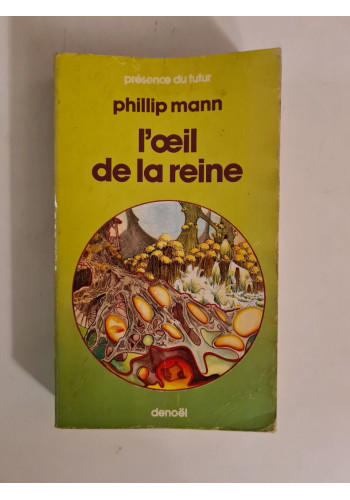 présence du futur
phillip mann
l'œil
de la reine
denoël